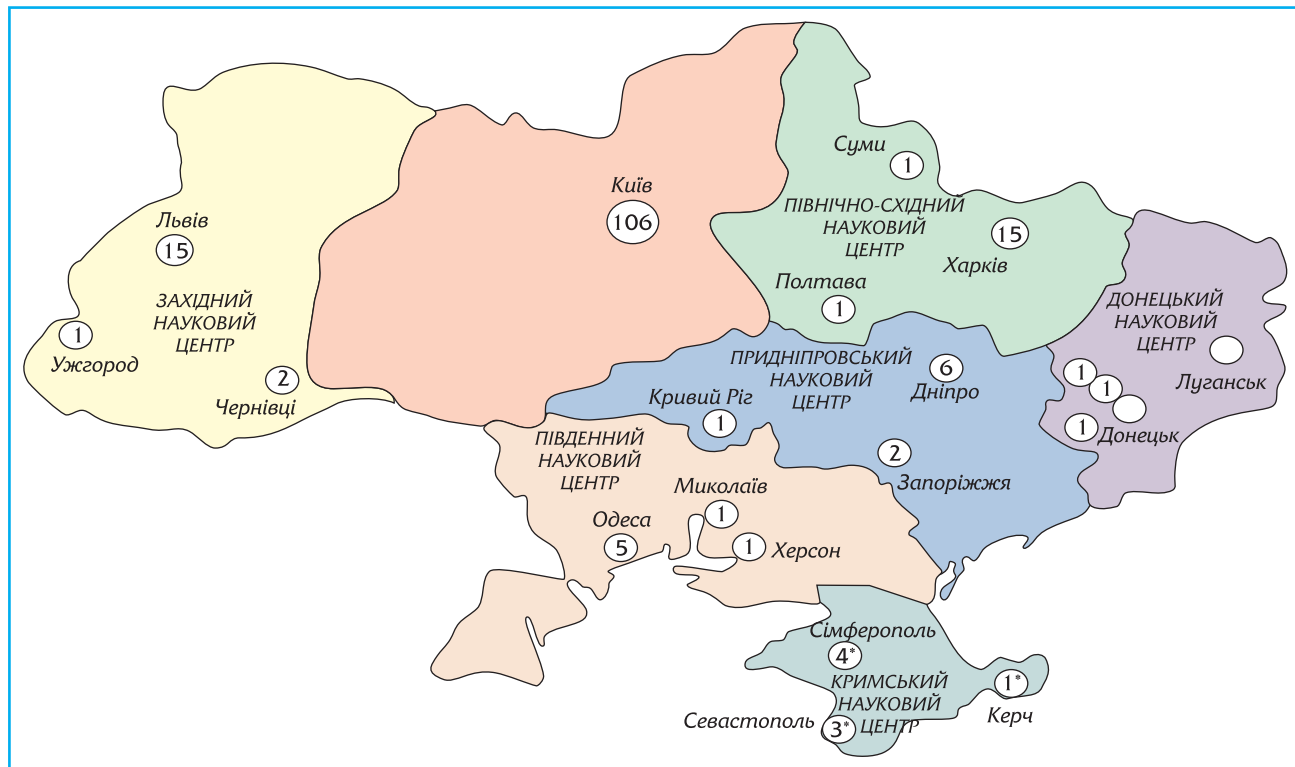 Суми
1
Київ
106
ПІВНІЧНО-СХІДНИЙ
НАУКОВИЙ
ЦЕНТР
15
Харків
Полтава
1
Львів
15
ЗАХІДНИЙ
НАУКОВИЙ
ЦЕНТР
1
Ужгород
2
Чернівці
ДОНЕЦЬКИЙ
НАУКОВИЙ
ЦЕНТР
Луганськ
1
1
1
Донецьк
ПРИДНІПРОВСЬКИЙ
НАУКОВИЙ
ЦЕНТР
6
Дніпро
Кривий Ріг
1
2
Запоріжжя
ПІВДЕННИЙ
НАУКОВИЙ
ЦЕНТР
Миколаїв
1
Одеса
5
1
Херсон
Сімферополь
4*
КРИМСЬКИЙ
НАУКОВИЙ
ЦЕНТР
1*
Керч
Севастополь
3*